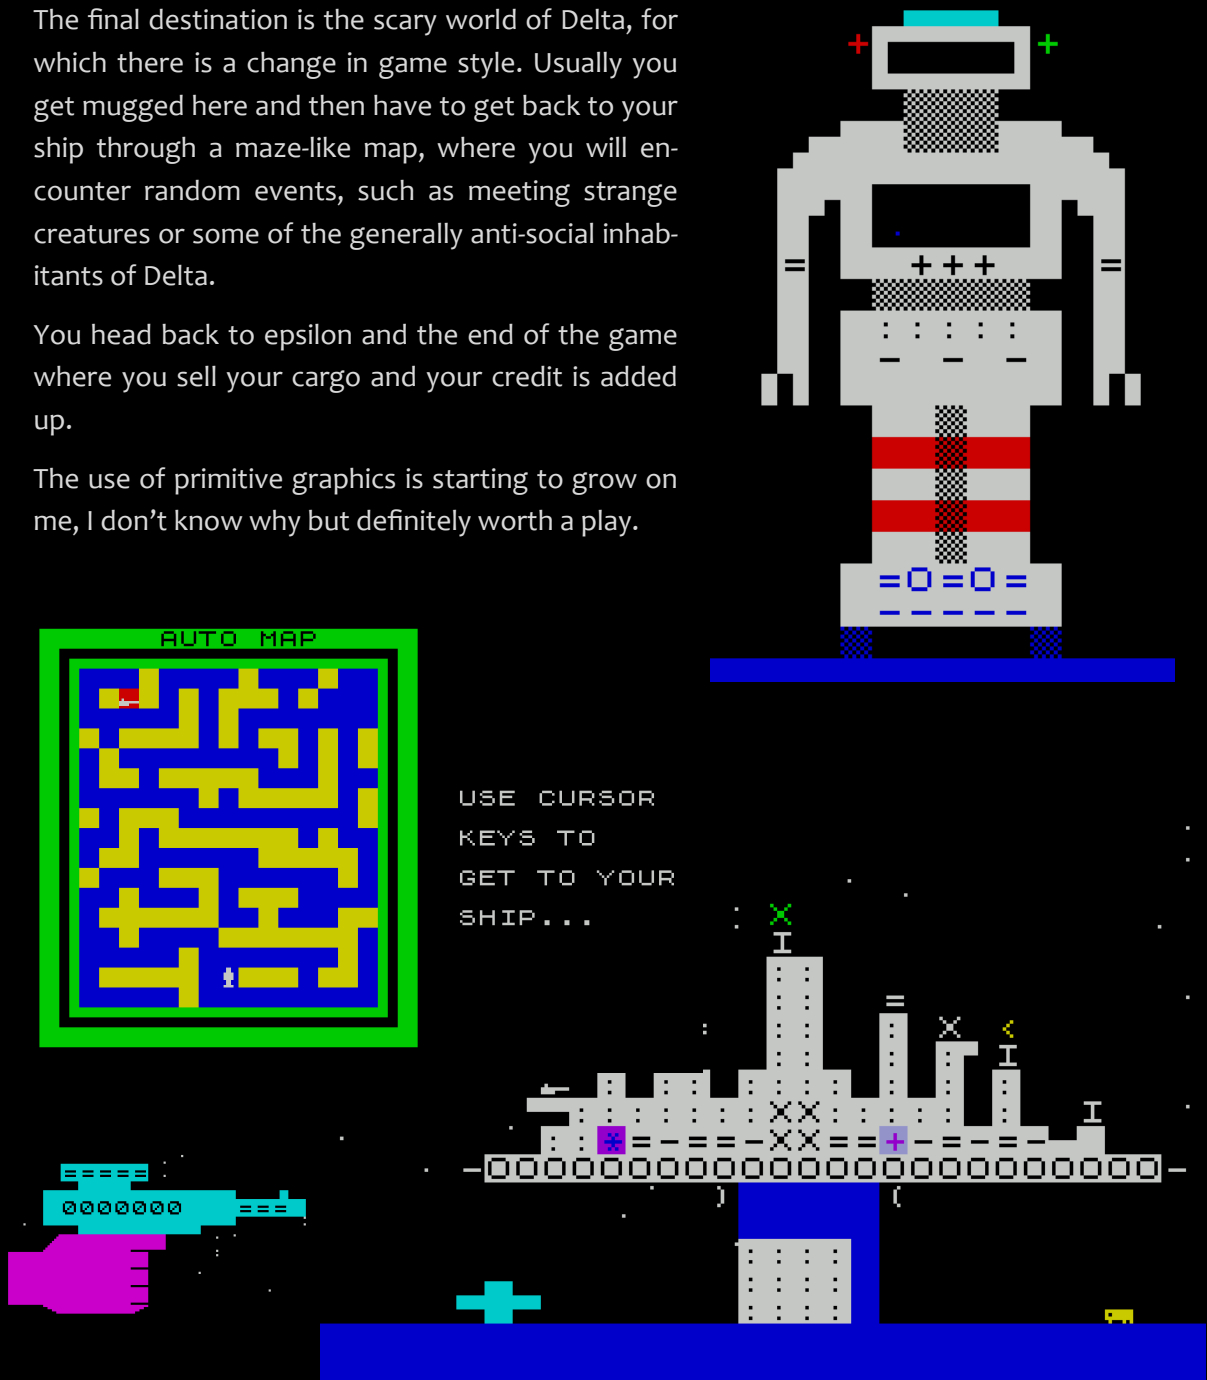 The final destination is the scary world of Delta, for
which there is a change in game style. Usually you
get mugged here and then have to get back to your
ship through a maze-like map, where you will en-
counter random events, such as meeting strange
creatures or some of the generally anti-social inhab-
itants of Delta.
You head back to epsilon and the end of the game
where you sell your cargo and your credit is added
up.
The use of primitive graphics is starting to grow on
me, I don’t know why but definitely worth a play.
AUTO MAP
USE CURSOR
KEYS TO
GET TO YOUR
SHIP...